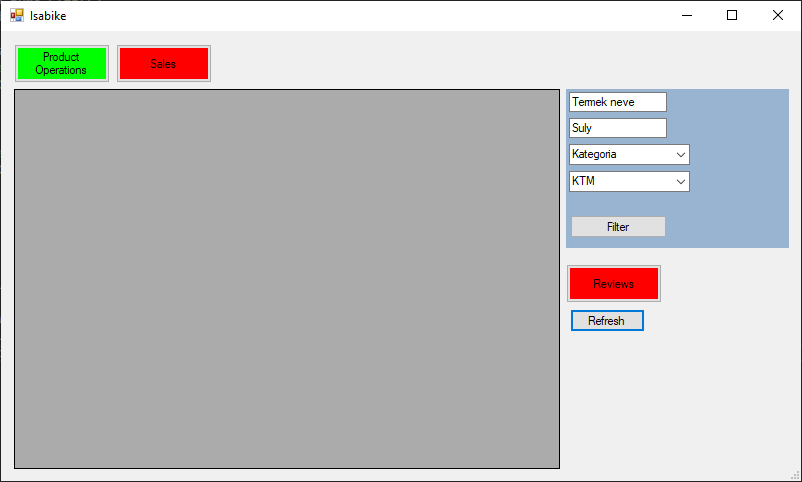 Isabike
Product
Operations
Sales
Termek neve
Suly
Kategoria
KTM
Filter
Reviews
Refresh